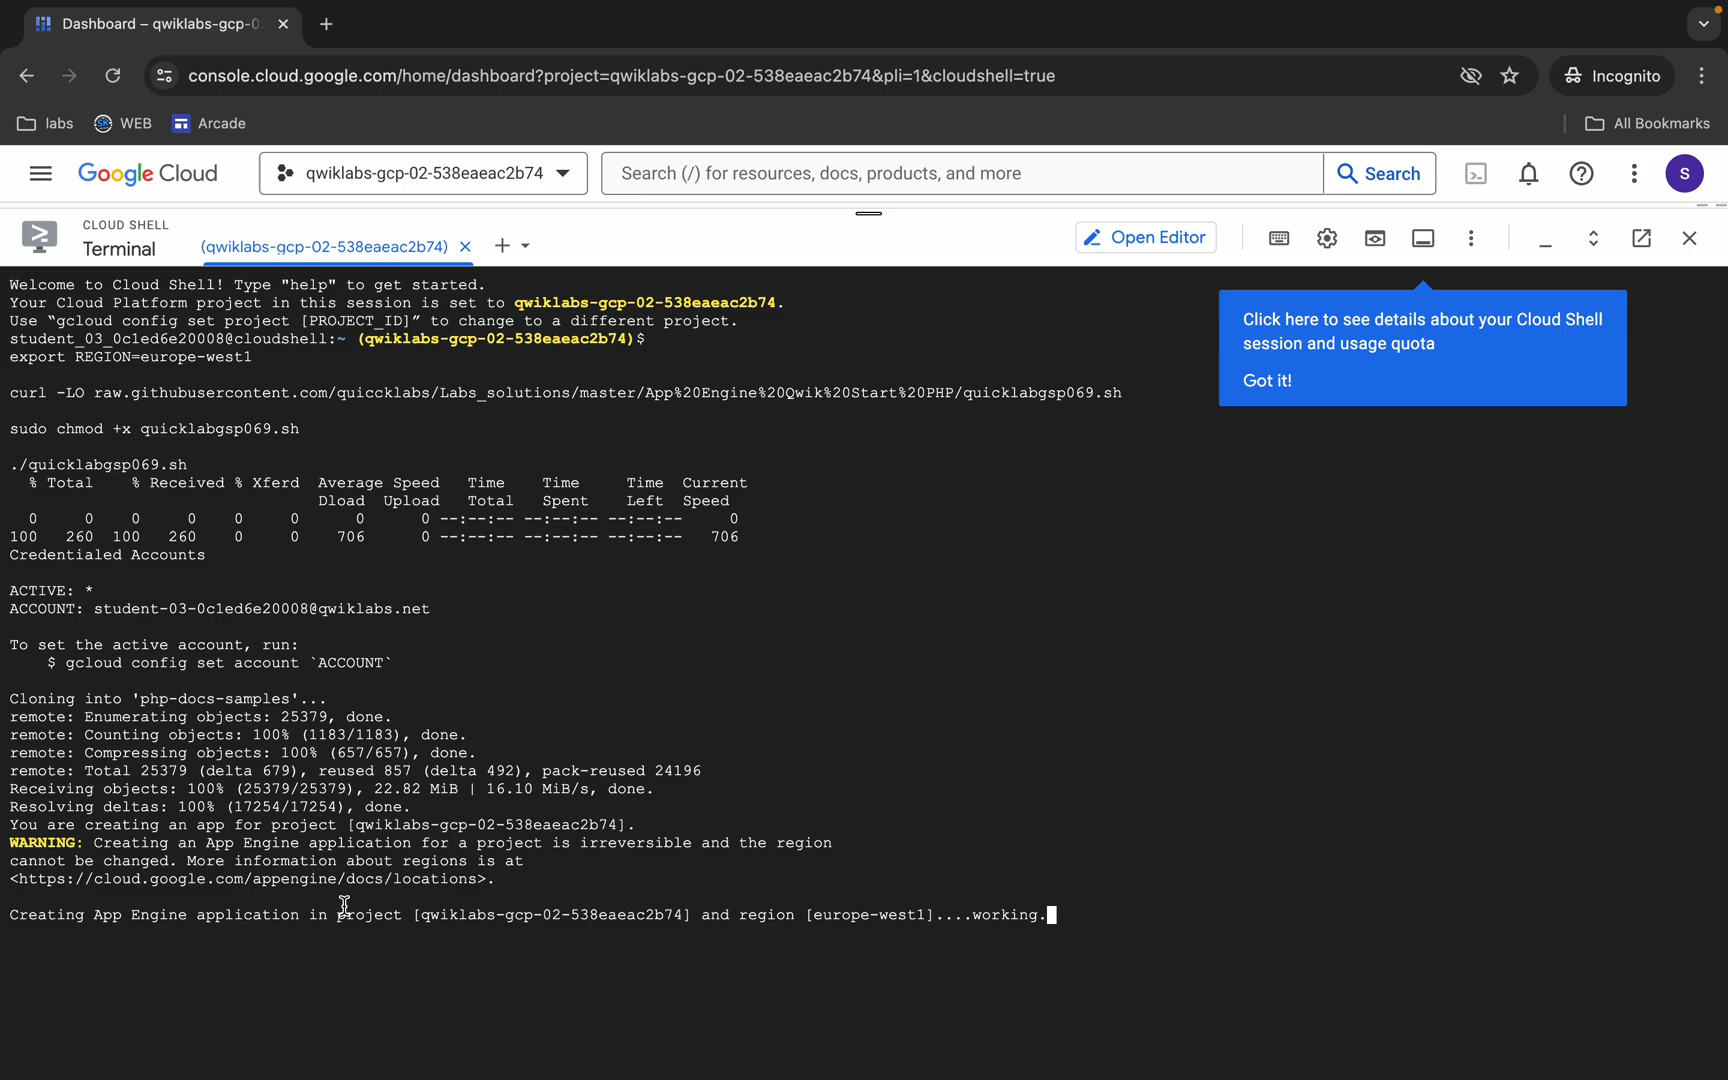 Dashboard – qwiklabs-gcp-0
console.cloud.google.com/home/dashboard?project=qwiklabs-gcp-02-538eaeac2b74&pli=1&cloudshell=true
Incognito
labs
WEB
Arcade
All Bookmarks
Google Cloud
qwiklabs-gcp-02-538eaeac2b74
Search (/) for resources, docs, products, and more
Search
S
CLOUD SHELL
Terminal
(qwiklabs-gcp-02-538eaeac2b74)
Open Editor
Welcome to Cloud Shell! Type "help" to get started.
Your Cloud Platform project in this session is set to qwiklabs-gcp-02-538eaeac2b74.
Use “gcloud config set project [PROJECT_ID]” to change to a different project.
student_03_0c1ed6e20008@cloudshell:~ (qwiklabs-gcp-02-538eaeac2b74)$
export REGION=europe-west1
curl -LO raw.githubusercontent.com/quiccklabs/Labs_solutions/master/App%20Engine%20Qwik%20Start%20PHP/quicklabgsp069.sh
sudo chmod +x quicklabgsp069.sh
./quicklabgsp069.sh
% Total % Received % Xferd Average Speed Time Time Time Current
Dload Upload Total Spent Left Speed
0 0 0 0 0 0 0 0 --:--:-- --:--:-- --:--:-- 0
100 260 100 260 0 0 706 0 --:--:-- --:--:-- --:--:-- 706
Credentialed Accounts
ACTIVE: *
ACCOUNT: student-03-0c1ed6e20008@qwiklabs.net
To set the active account, run:
$ gcloud config set account `ACCOUNT`
Cloning into 'php-docs-samples'...
remote: Enumerating objects: 25379, done.
remote: Counting objects: 100% (1183/1183), done.
remote: Compressing objects: 100% (657/657), done.
remote: Total 25379 (delta 679), reused 857 (delta 492), pack-reused 24196
Receiving objects: 100% (25379/25379), 22.82 MiB | 16.10 MiB/s, done.
Resolving deltas: 100% (17254/17254), done.
You are creating an app for project [qwiklabs-gcp-02-538eaeac2b74].
WARNING: Creating an App Engine application for a project is irreversible and the region
cannot be changed. More information about regions is at
<https://cloud.google.com/appengine/docs/locations>.
Creating App Engine application in project [qwiklabs-gcp-02-538eaeac2b74] and region [europe-west1]....working.
Click here to see details about your Cloud Shell
session and usage quota
Got it!